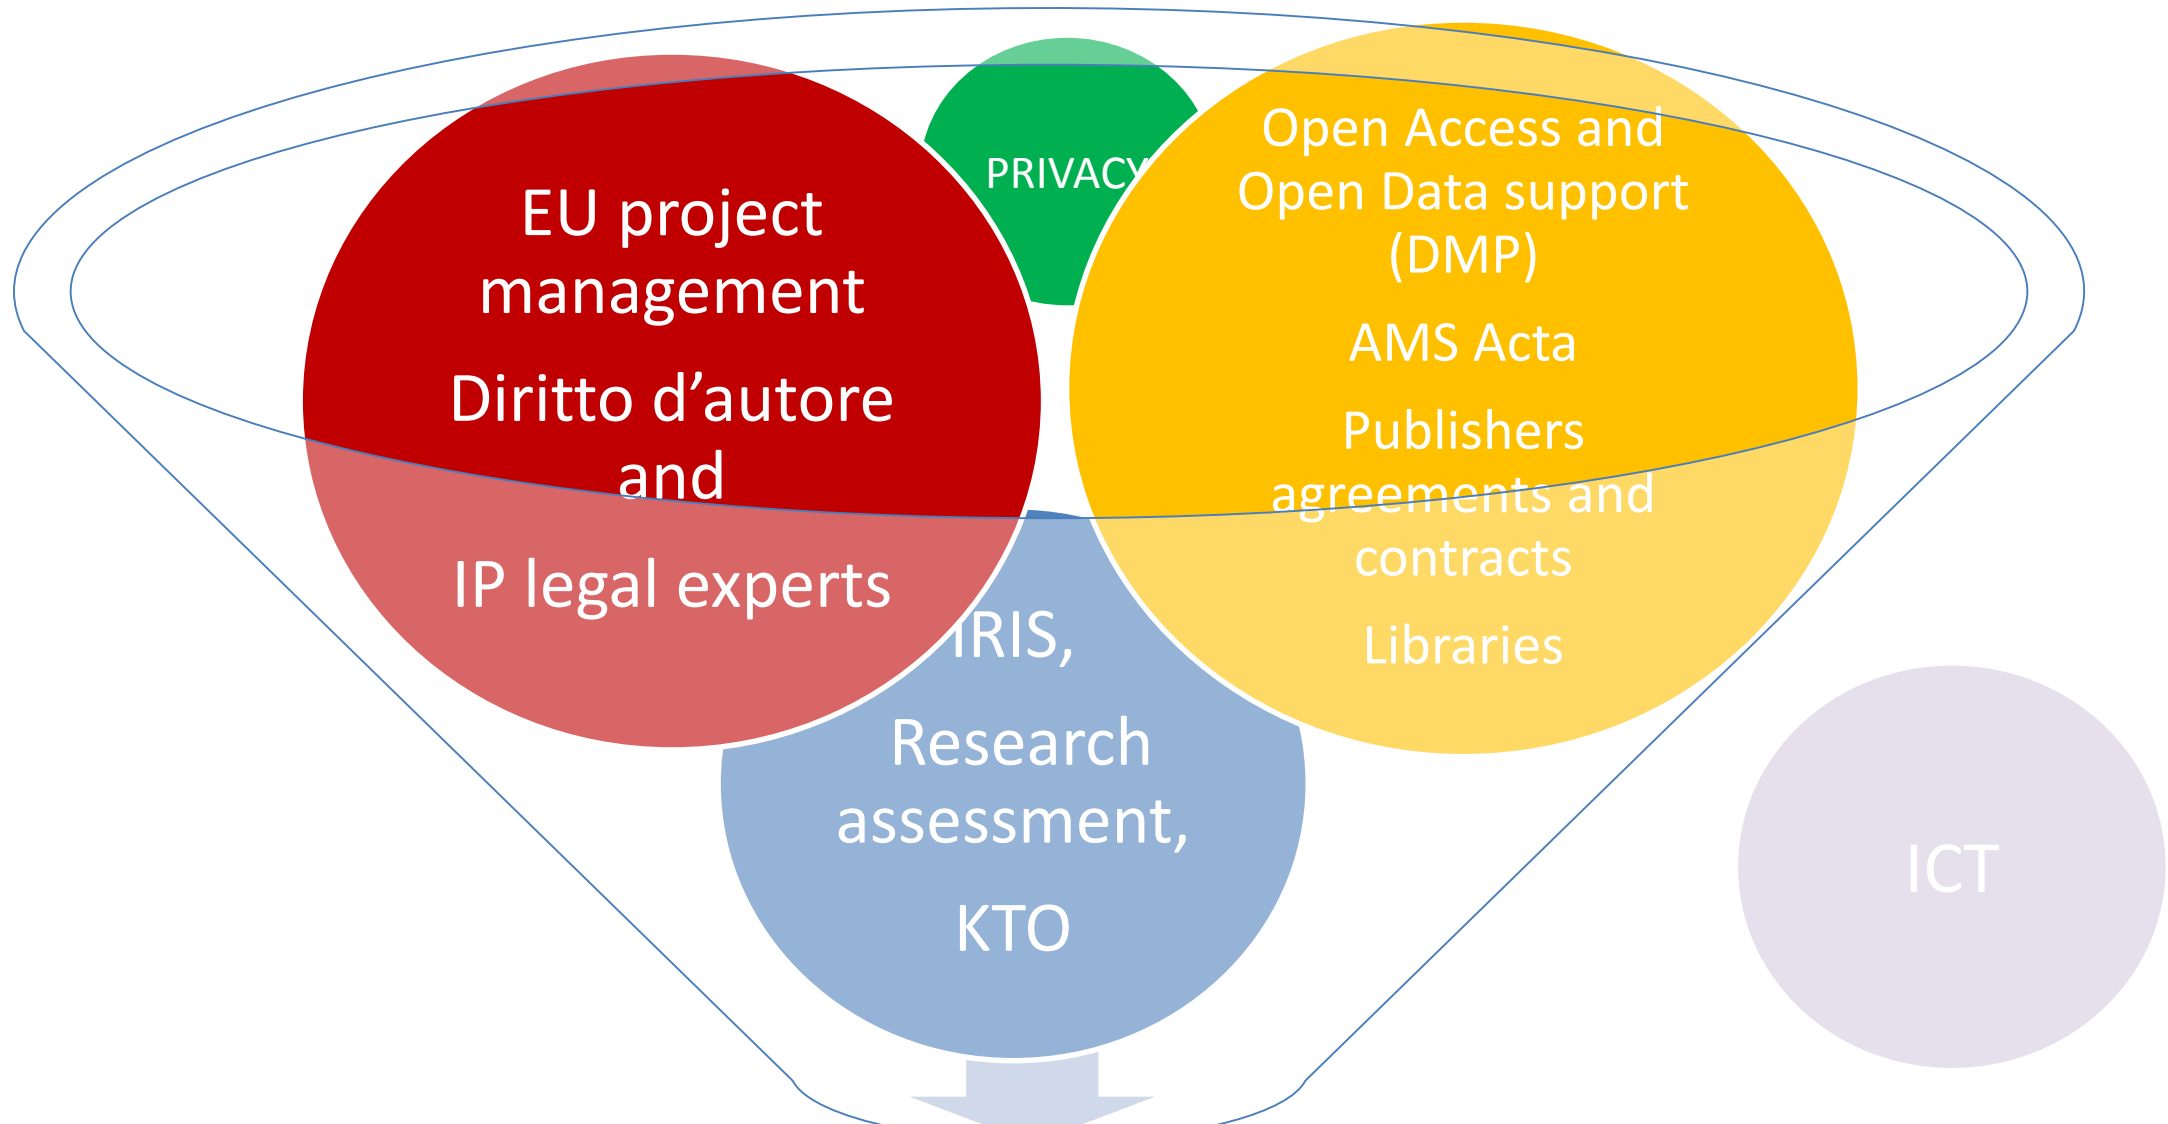 EU project
management
Diritto d’autore
and
IP legal experts
PRIVACY
Open Access and
Open Data support
(DMP)
AMS Acta
Publishers
agreements and
contracts
Libraries
IRIS,
Research
assessment,
KTO
ICT